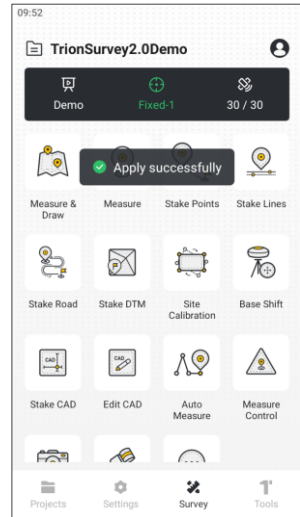 09:52
TrionSurvey2.0Demo
Demo
Fixed-1
30 / 30
Apply successfully
Measure &
Draw
Measure
Stake Points
Stake Lines
Stake Road
Stake DTM
Site
Calibration
Base Shift
CAD
CAD
Stake CAD
Edit CAD
Auto
Measure
Measure
Control
Projects
Settings
Survey
Tools